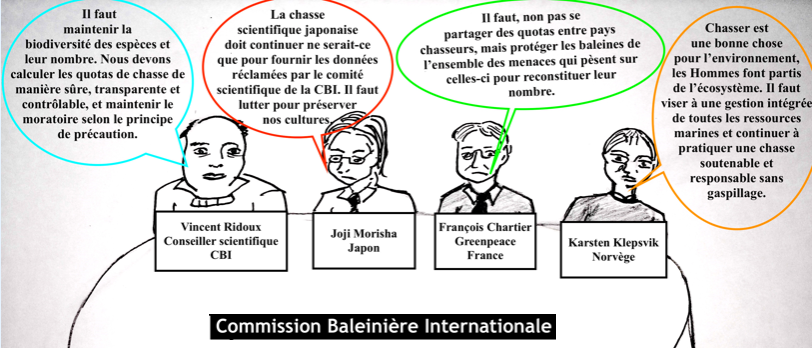 Il faut
maintenir la
biodiversité des espèces et
leur nombre. Nous devons
calculer les quotas de chasse de
manière sûre, transparente et
contrôlable, et maintenir le
moratoire selon le principe
de précaution.
La chasse
scientifique japonaise
doit continuer ne serait-ce
que pour fournir les données
réclamées par le comité
scientifique de la CBI. Il faut
lutter pour préserver
nos cultures.
Il faut, non pas se
partager des quotas entre pays
chasseurs, mais protéger les baleines de
l'ensemble des menaces qui pèsent sur
celles-ci pour reconstituer leur
nombre.
Chasser est
une bonne chose
pour l'environnement,
les Hommes font partis
de l'écosystème. Il faut
viser à une gestion intégrée
de toutes les ressources
marines et continuer à
pratiquer une chasse
soutenable et
responsable sans
gaspillage.
Vincent Ridoux
Conseiller scientifique
CBI
Joji Morisha
Japon
François Chartier
Greenpeace
France
Karsten Klepsvik
Norvège
Commission Baleinière Internationale